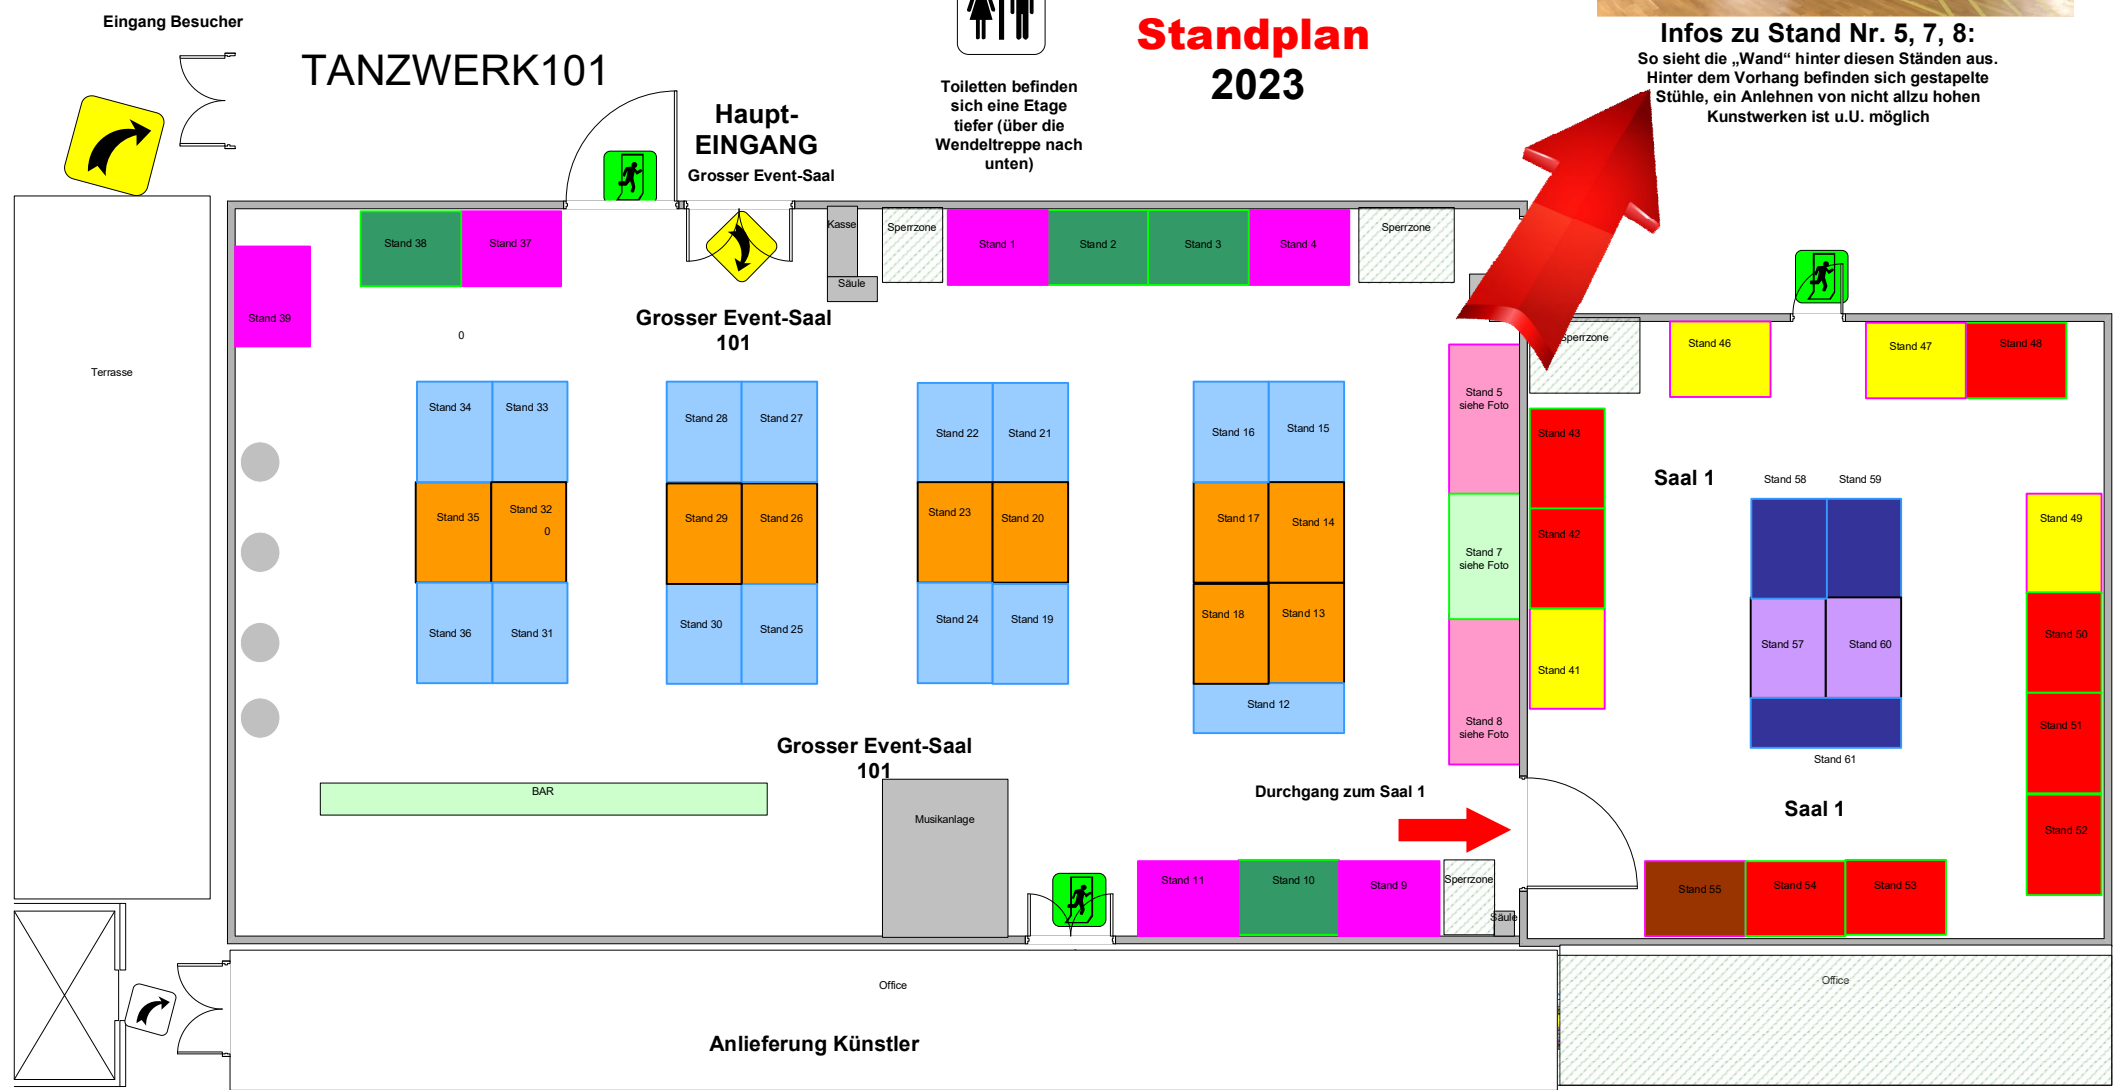 Eingang Besucher
TANZWERK101
Standplan
2023
Infos zu Stand Nr. 5, 7, 8:
So sieht die „Wand“ hinter diesen Ständen aus.
Hinter dem Vorhang befinden sich gestapelte
Stühle, ein Anlehnen von nicht allzu hohen
Kunstwerken ist u.U. möglich
Toiletten befinden
sich eine Etage
tiefer (über die
Wendeltreppe nach
unten)
Haupt-
EINGANG
Grosser Event-Saal
Kasse
Säule
Sperrzone
Stand 1
Stand 2
Stand 3
Stand 4
Sperrzone
Stand 38
Stand 37
Stand 39
0
Grosser Event-Saal
101
Terrasse
Stand 34
Stand 33
Stand 28
Stand 27
Stand 22
Stand 21
Stand 16
Stand 15
Stand 35
Stand 32
0
Stand 29
Stand 26
Stand 23
Stand 20
Stand 17
Stand 14
Stand 36
Stand 31
Stand 30
Stand 25
Stand 24
Stand 19
Stand 18
Stand 13
Stand 12
Stand 5
siehe Foto
Stand 7
siehe Foto
Stand 8
siehe Foto
Grosser Event-Saal
101
BAR
Musikanlage
Durchgang zum Saal 1
Stand 11
Stand 10
Stand 9
Sperrzone
Säule
Sperrzone
Stand 46
Stand 47
Stand 48
Stand 43
Stand 42
Stand 41
Saal 1
Stand 58
Stand 59
Stand 57
Stand 60
Stand 61
Stand 49
Stand 50
Stand 51
Stand 52
Saal 1
Stand 55
Stand 54
Stand 53
Office
Office
Anlieferung Künstler